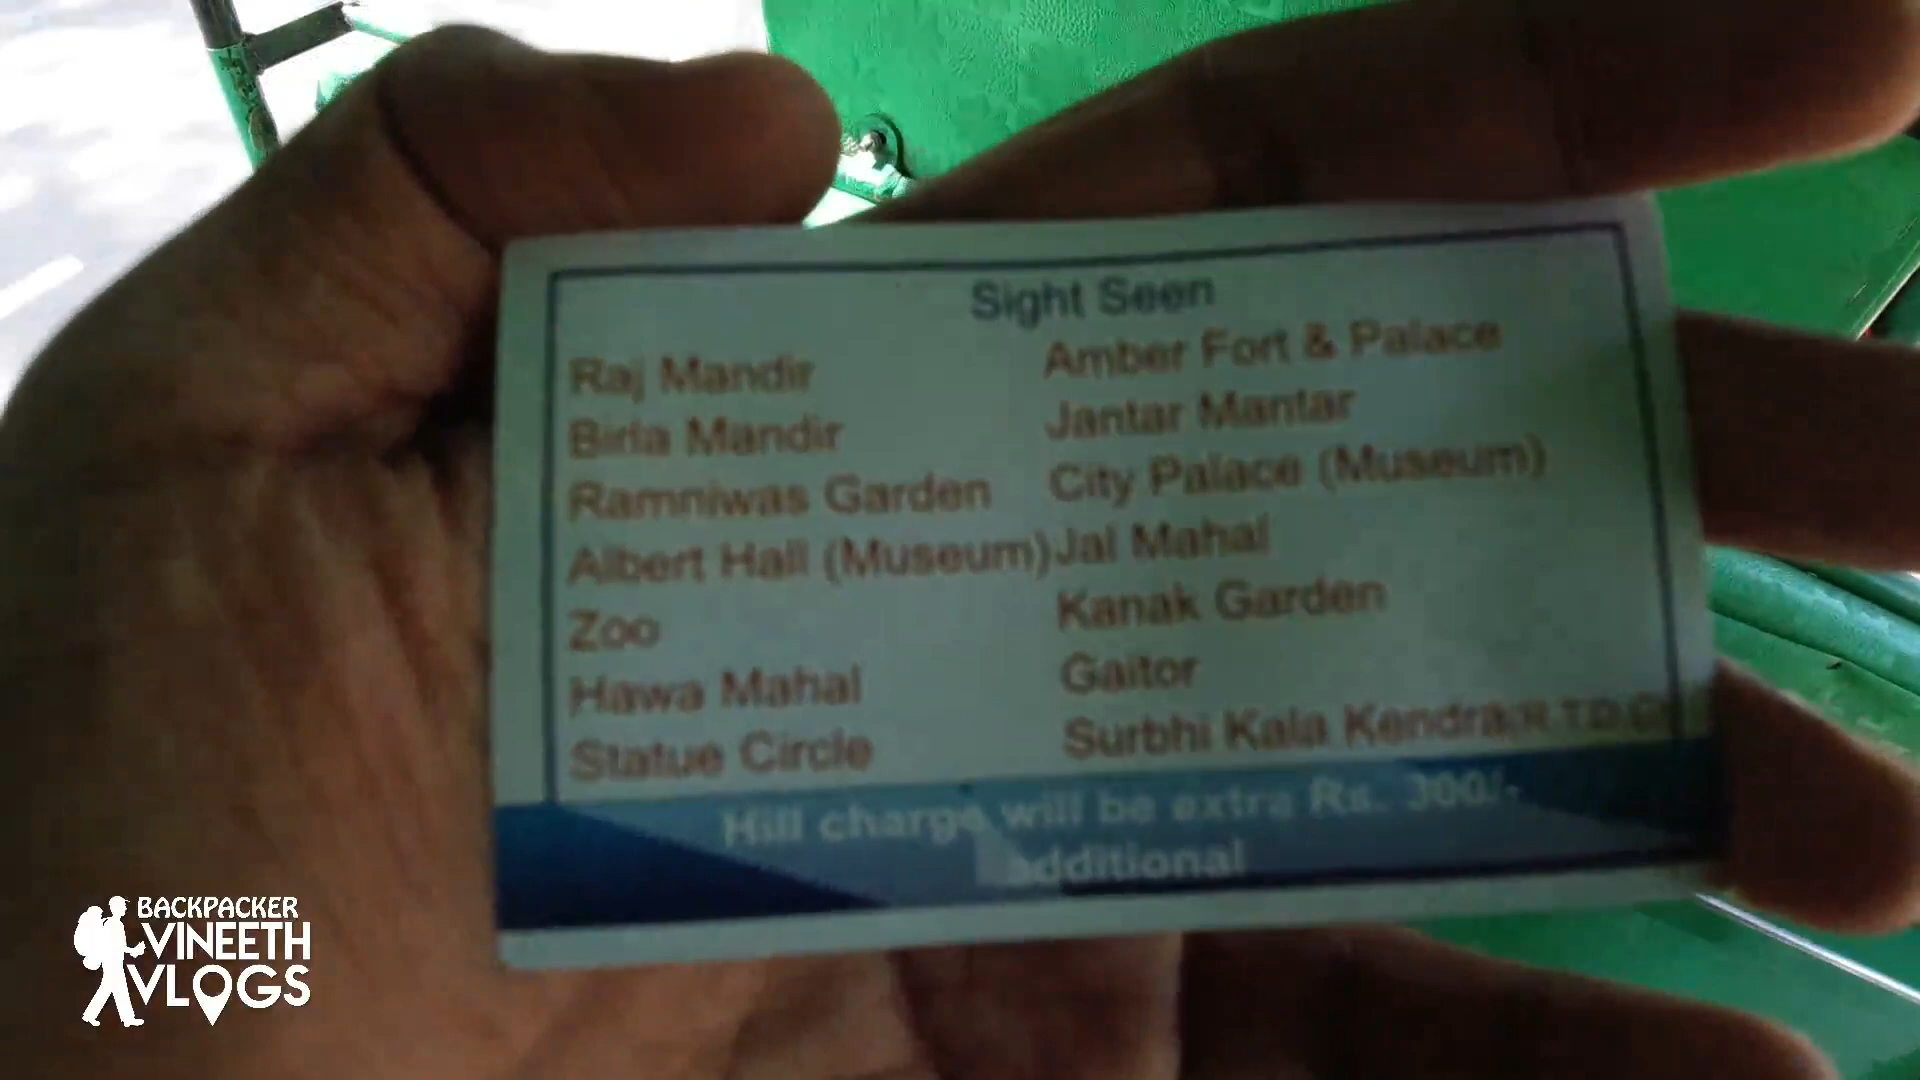 Sight Seen
Raj Mandir
Birla Mandir
Ramniwas Garden
Albert Hall (Museum)
Zoo
Hawa Mahal
Statue Circle
Amber Fort & Palace
Jantar Mantar
City Palace (Museum)
Jal Mahal
Kanak Garden
Gaitor
Surbhi Kala Kendra
Hill charge will be extra Rs. 300/-
additional
BACKPACKER
VINEETH
VLOGS